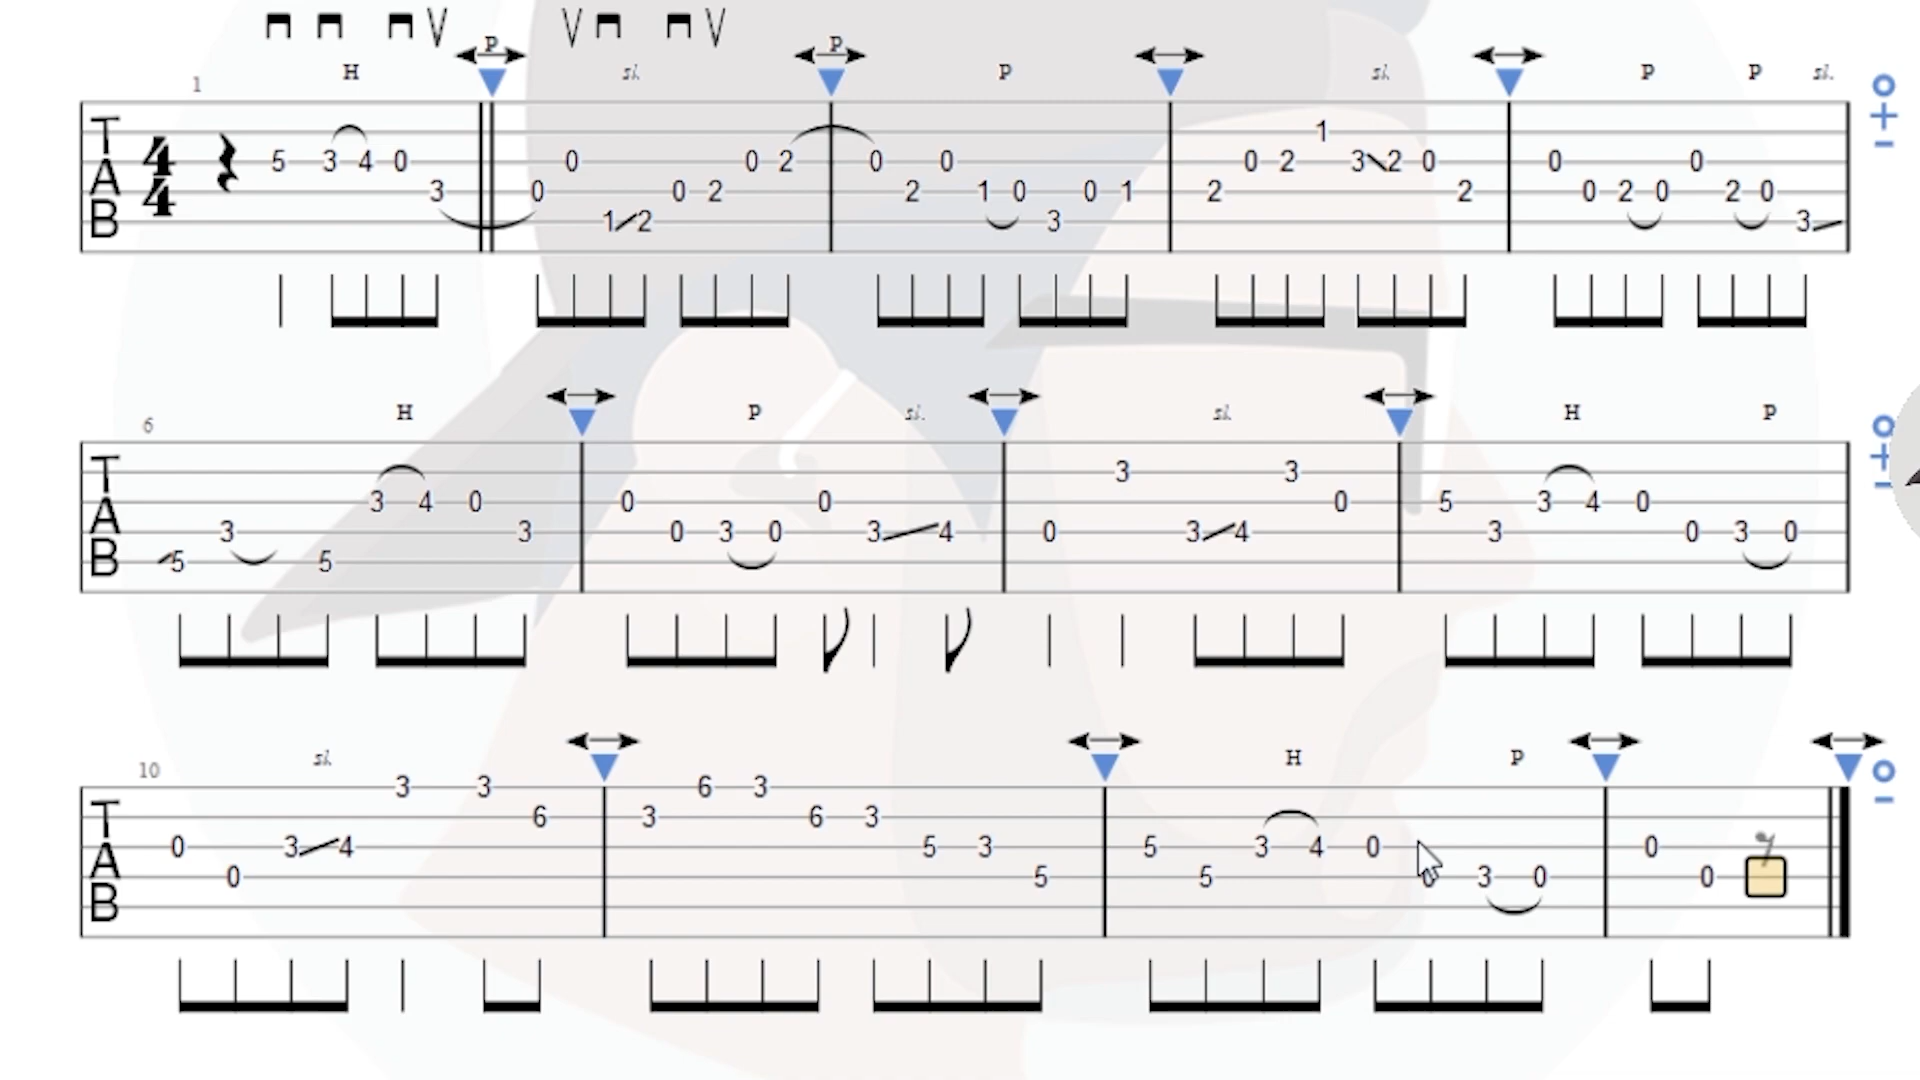 P P
H sl. P sl. P P sl.
1
1
T 4 5 3 4 0 0 0 2 0 0 0 2 3 2 0 0 0
A 4 3 0 0 2 2 1 0 0 1 2 2 0 2 0 2 0
B 1 2 3 3
H P sl. sl. H P
6
T 3 3
A 3 4 0 0 0 0 5 3 4 0
3 3 0 3 0 3 4 0 3 4 3 0 3 0
B 5 5
sl. H P
10
3 3 6 3
T 6 3 6 3
A 0 3 4 5 3 5 3 4 0 0
0 5 5 3 0 0
B